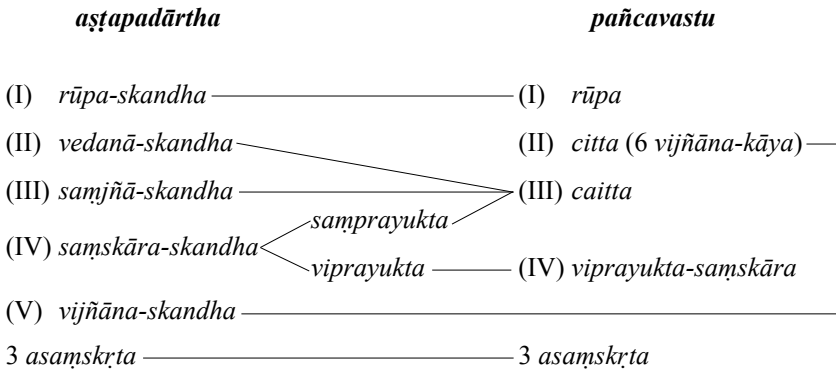 aṣṭapadārtha pañcavastu
(I) rūpa-skandha (I) rūpa
(II) vedanā-skandha (II) citta (6 vijñāna-kāya)
(III) saṃjñā-skandha (III) caitta
saṃprayukta
(IV) saṃskāra-skandha
viprayukta (IV) viprayukta-saṃskāra
(V) vijñāna-skandha
3 asaṃskṛta 3 asaṃskṛta